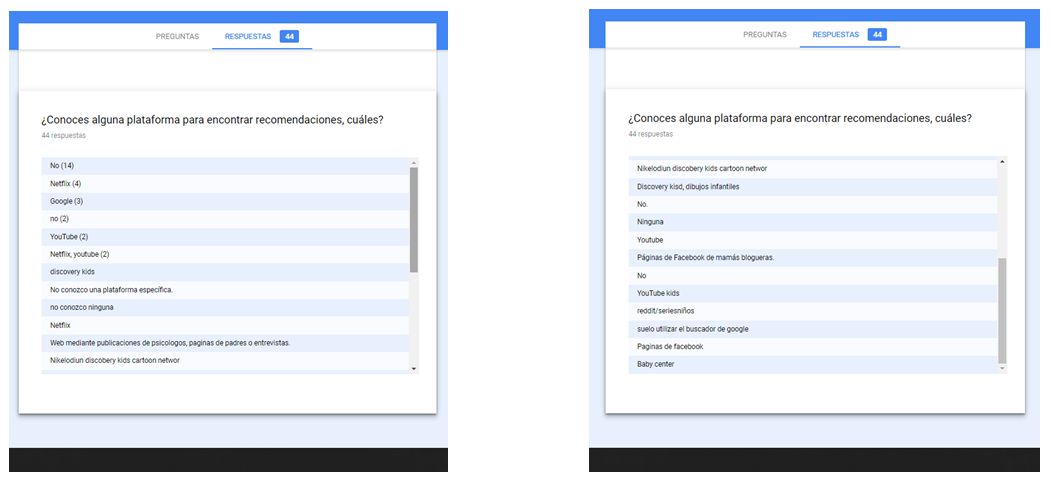 PREGUNTAS RESPUESTAS 44
¿Conoces alguna plataforma para encontrar recomendaciones, cuáles?
44 respuestas
No (14)
Netflix (4)
Google (3)
no (2)
YouTube (2)
Netflix, youtube (2)
discovery kids
No conozco una plataforma específica.
no conozco ninguna
Netflix
Web mediante publicaciones de psicologos, paginas de padres o entrevistas.
Nikelodiun discobery kids cartoon networ
PREGUNTAS RESPUESTAS 44
¿Conoces alguna plataforma para encontrar recomendaciones, cuáles?
44 respuestas
Nikelodiun discobery kids cartoon networ
Discovery kisd, dibujos infantiles
No.
Ninguna
Youtube
Páginas de Facebook de mamás blogueras.
No
YouTube kids
reddit/seriesniños
suelo utilizar el buscador de google
Paginas de facebook
Baby center